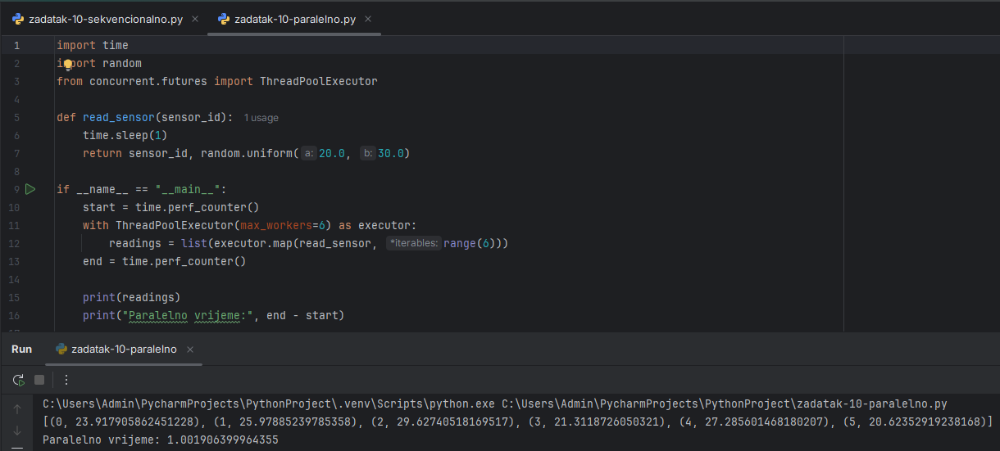 zadatak-10-sekvencionalno.py × zadatak-10-paralelno.py ×
1 import time
2 import random
3 from concurrent.futures import ThreadPoolExecutor
4
5 def read_sensor(sensor_id): 1 usage
6     time.sleep(1)
7     return sensor_id, random.uniform( a: 20.0, b: 30.0)
8
9 if __name__ == "__main__":
10     start = time.perf_counter()
11     with ThreadPoolExecutor(max_workers=6) as executor:
12         readings = list(executor.map(read_sensor, *iterables: range(6)))
13     end = time.perf_counter()
14
15     print(readings)
16     print("Paralelno vrijeme:", end - start)
Run zadatak-10-paralelno ×
C:\Users\Admin\PycharmProjects\PythonProject\.venv\Scripts\python.exe C:\Users\Admin\PycharmProjects\PythonProject\zadatak-10-paralelno.py
[(0, 23.917905862451228), (1, 25.97885239785358), (2, 29.62740518169517), (3, 21.3118726050321), (4, 27.285601468180207), (5, 20.62352919238168)]
Paralelno vrijeme: 1.001906399964355